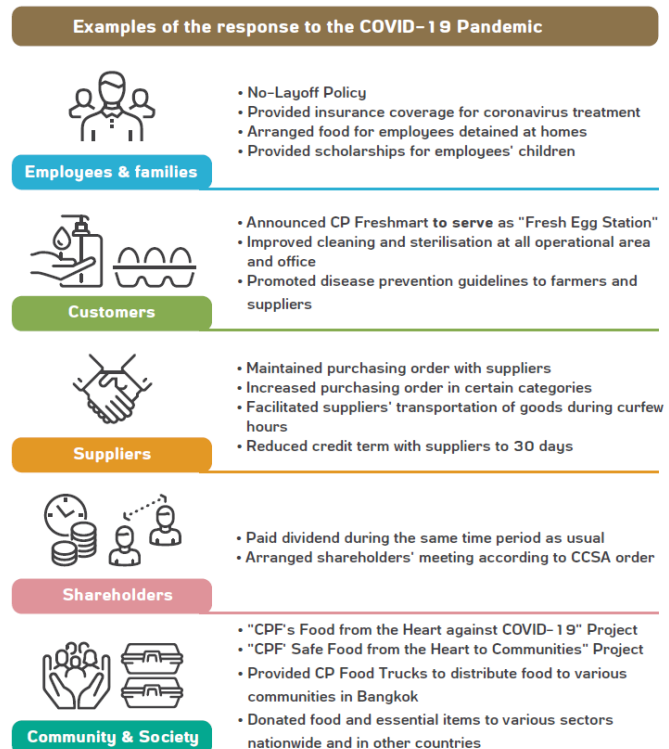 Examples of the response to the COVID-19 Pandemic
• No-Layoff Policy
• Provided insurance coverage for coronavirus treatment
• Arranged food for employees detained at homes
• Provided scholarships for employees' children
Employees & families
• Announced CP Freshmart to serve as "Fresh Egg Station"
• Improved cleaning and sterilisation at all operational area
and office
• Promoted disease prevention guidelines to farmers and
suppliers
Customers
• Maintained purchasing order with suppliers
• Increased purchasing order in certain categories
• Facilitated suppliers' transportation of goods during curfew
hours
• Reduced credit term with suppliers to 30 days
Suppliers
• Paid dividend during the same time period as usual
• Arranged shareholders' meeting according to CCSA order
Shareholders
• "CPF's Food from the Heart against COVID-19" Project
• "CPF' Safe Food from the Heart to Communities" Project
• Provided CP Food Trucks to distribute food to various
communities in Bangkok
• Donated food and essential items to various sectors
nationwide and in other countries
Community & Society